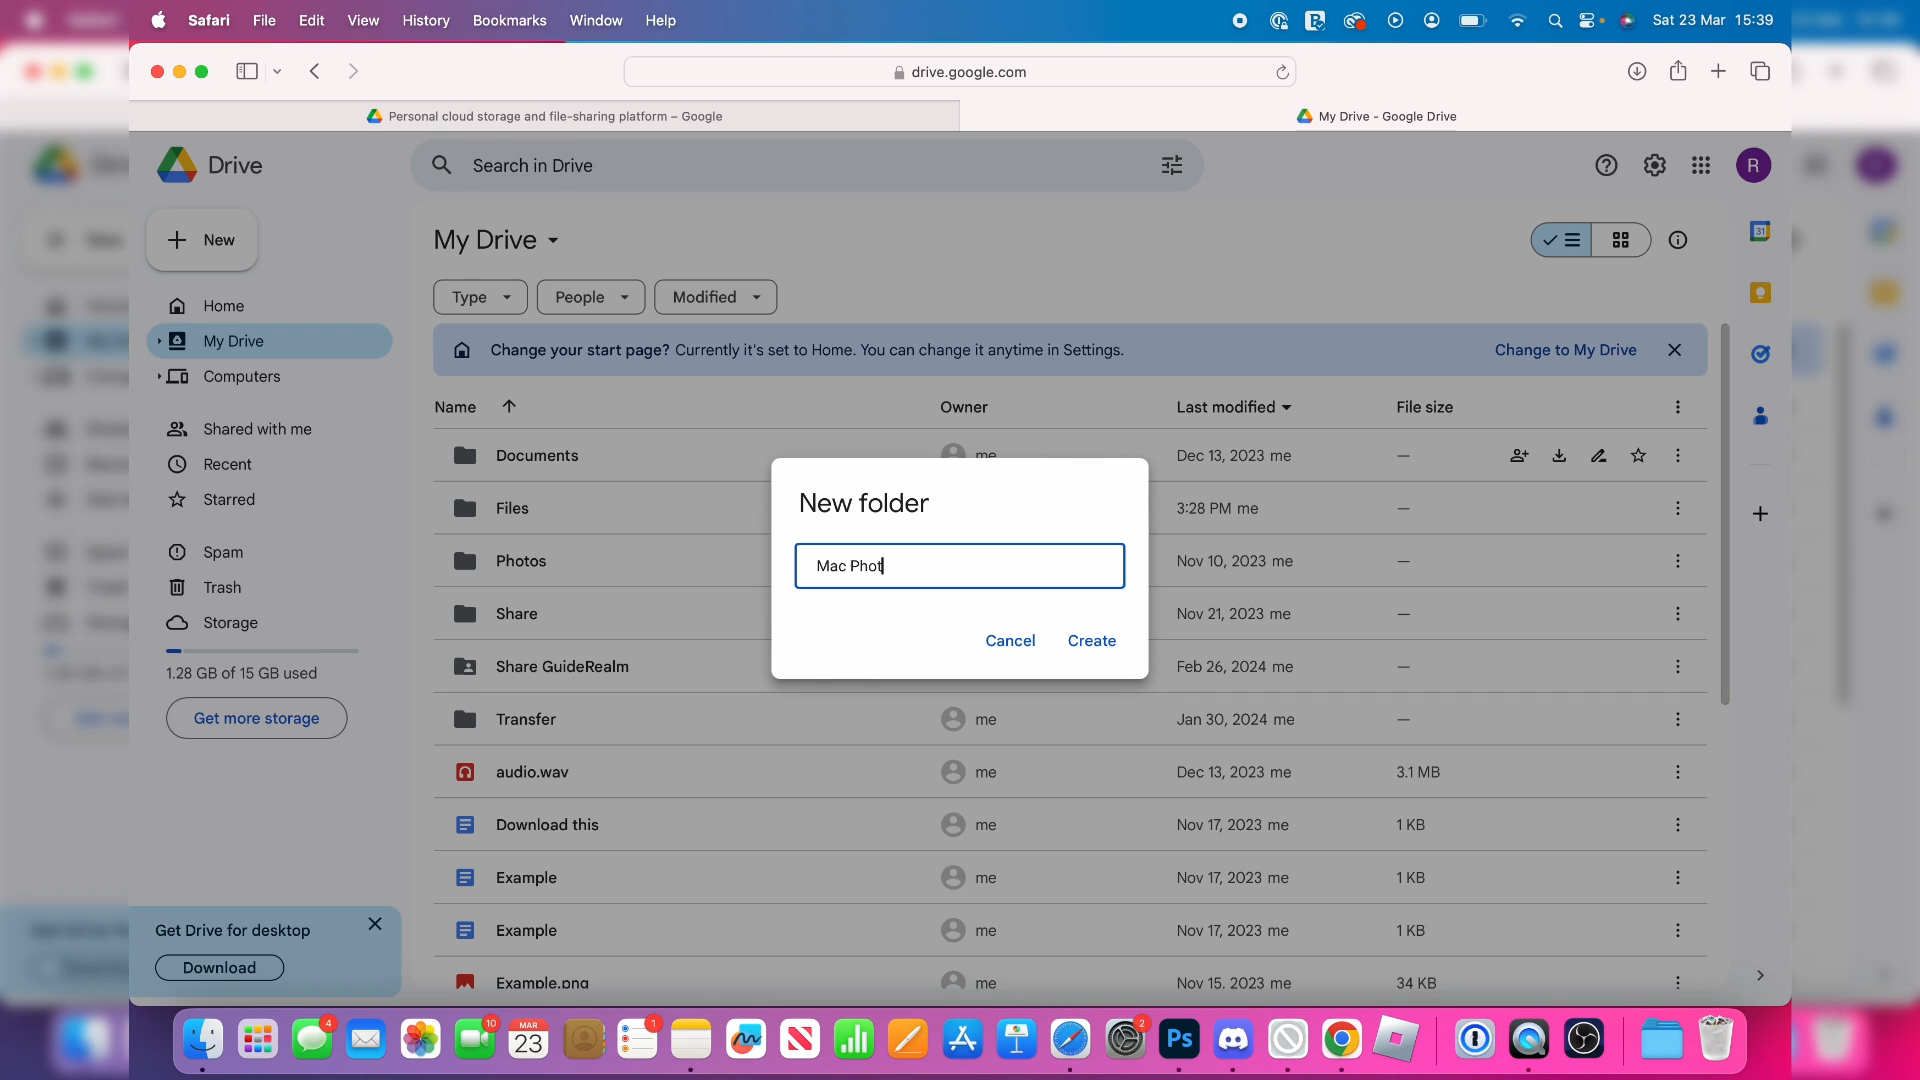 Safari File Edit View History Bookmarks Window Help Sat 23 Mar 15:39
drive.google.com
Personal cloud storage and file-sharing platform – Google My Drive - Google Drive
Drive Search in Drive R
New
My Drive
31
Home
Type People Modified
My Drive
Change your start page? Currently it's set to Home. You can change it anytime in Settings. Change to My Drive
Computers
Name Owner Last modified File size
Shared with me
Documents me Dec 13, 2023 me —
Recent
Starred
New folder
Files 3:28 PM me —
Spam
Photos Nov 10, 2023 me —
Mac Phot
Trash
Share Nov 21, 2023 me —
Storage
Cancel Create
Share GuideRealm Feb 26, 2024 me —
1.28 GB of 15 GB used
Get more storage
Transfer me Jan 30, 2024 me —
audio.wav me Dec 13, 2023 me 3.1 MB
Download this me Nov 17, 2023 me 1 KB
Example me Nov 17, 2023 me 1 KB
Get Drive for desktop
Example me Nov 17, 2023 me 1 KB
Download
Example.png me Nov 15, 2023 me 34 KB
4 10 MAR 23 1 2 Ps